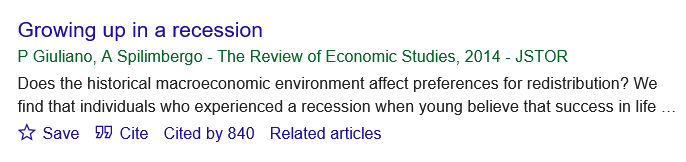 Growing up in a recession
P Giuliano, A Spilimbergo - The Review of Economic Studies, 2014 - JSTOR
Does the historical macroeconomic environment affect preferences for redistribution? We
find that individuals who experienced a recession when young believe that success in life …
Save Cite Cited by 840 Related articles